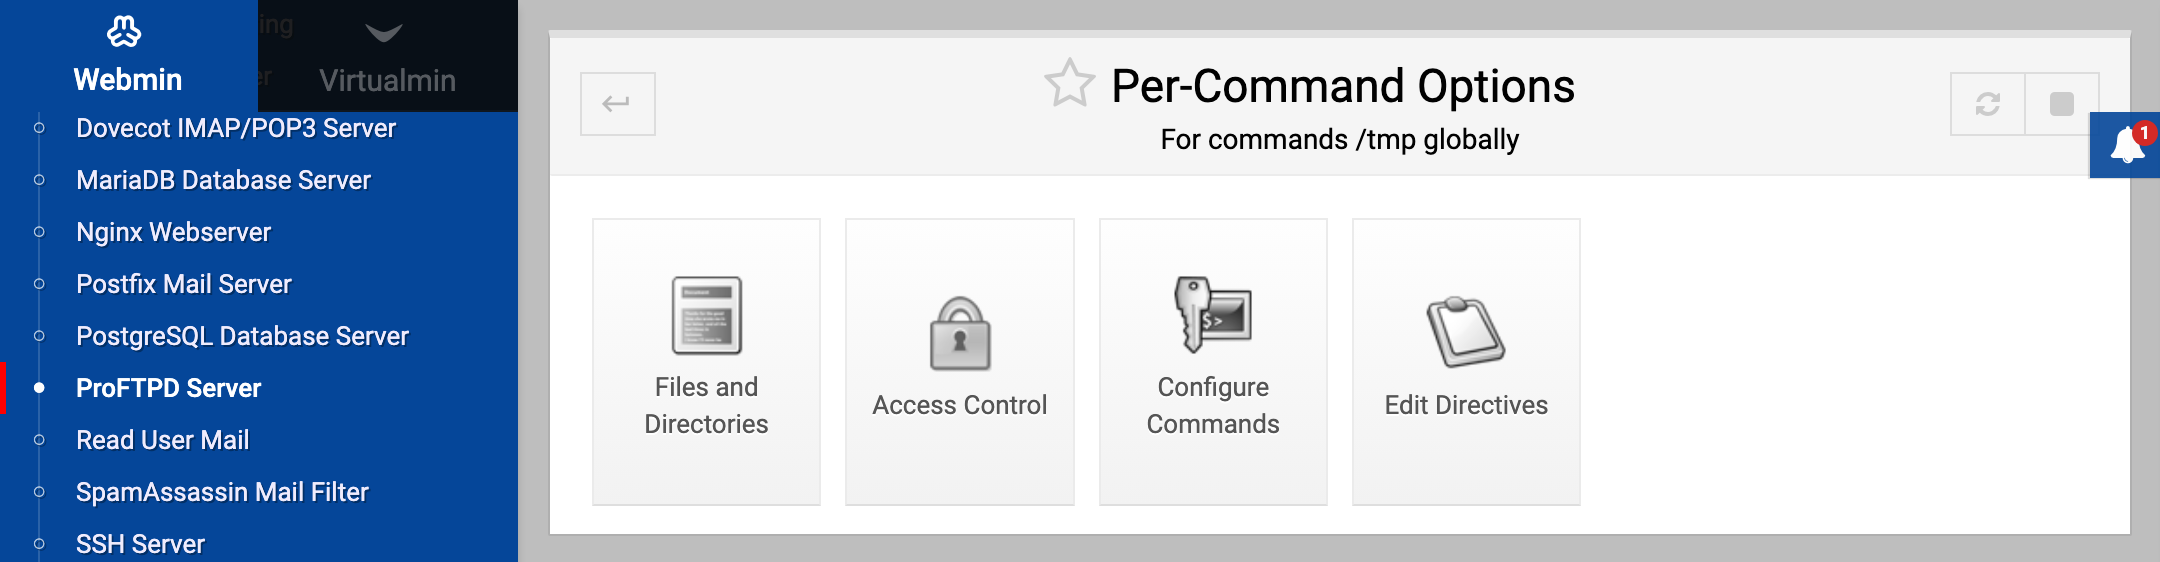 Webmin
ing
er
Virtualmin
Dovecot IMAP/POP3 Server
MariaDB Database Server
Nginx Webserver
Postfix Mail Server
PostgreSQL Database Server
ProFTPD Server
Read User Mail
SpamAssassin Mail Filter
SSH Server
Per-Command Options
For commands /tmp globally
1
Files and
Directories
Access Control
$>
Configure
Commands
Edit Directives